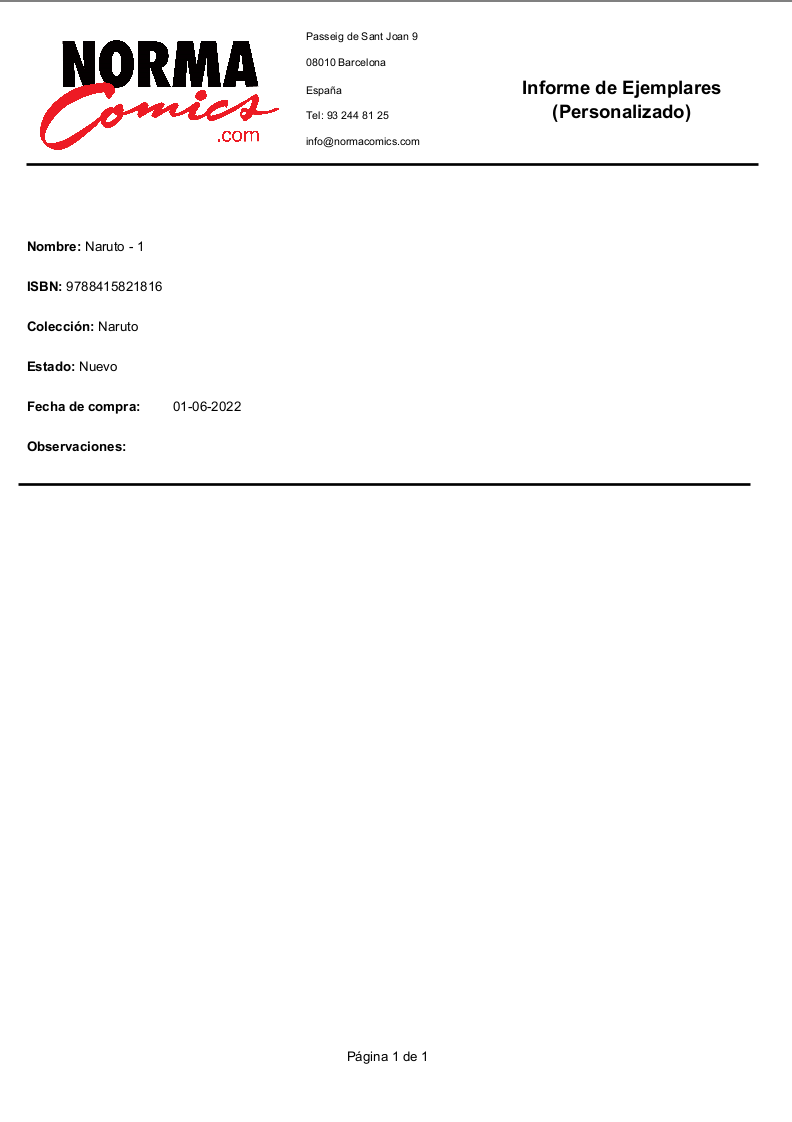 NORMA
Comics
.com
Passeig de Sant Joan 9
08010 Barcelona
España
Tel: 93 244 81 25
info@normacomics.com
Informe de Ejemplares
(Personalizado)
Nombre: Naruto - 1
ISBN: 9788415821816
Colección: Naruto
Estado: Nuevo
Fecha de compra: 01-06-2022
Observaciones:
Página 1 de 1